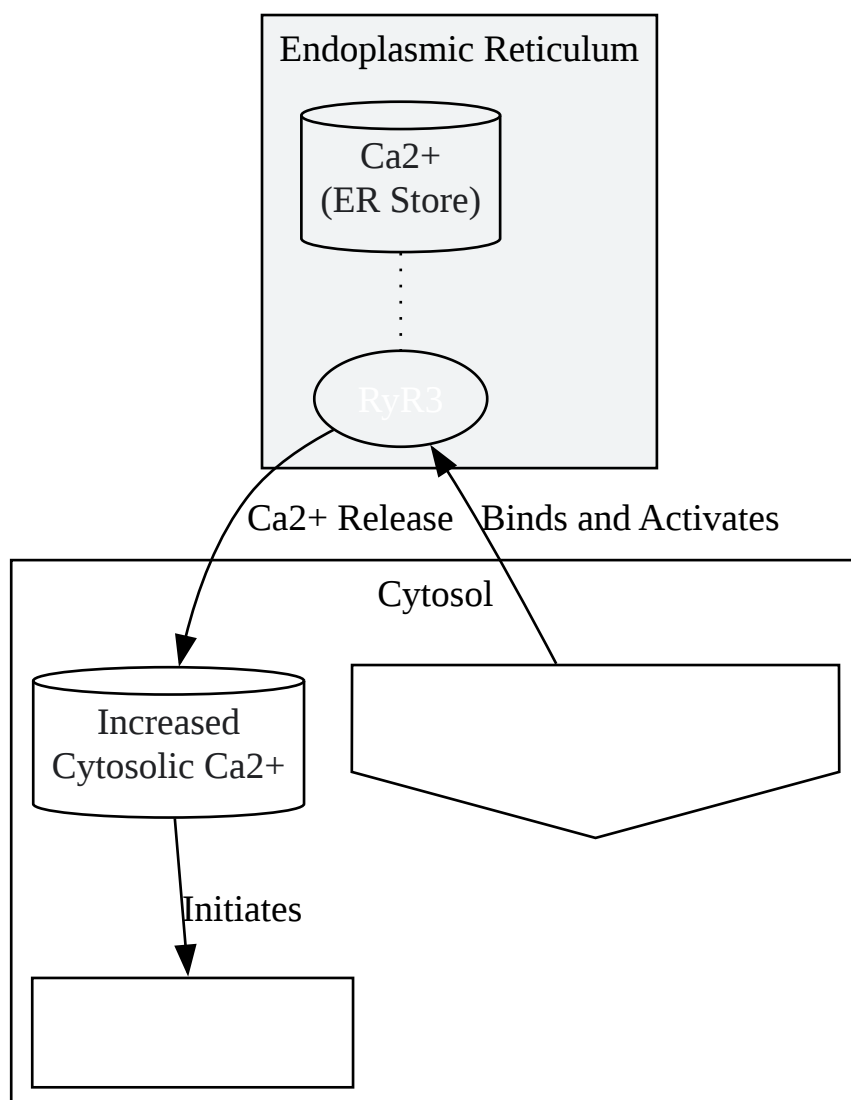 Endoplasmic Reticulum
Ca2+
(ER Store)
RyR3
Ca2+ Release
Binds and Activates
Cytosol
Increased
Cytosolic Ca2+
Initiates